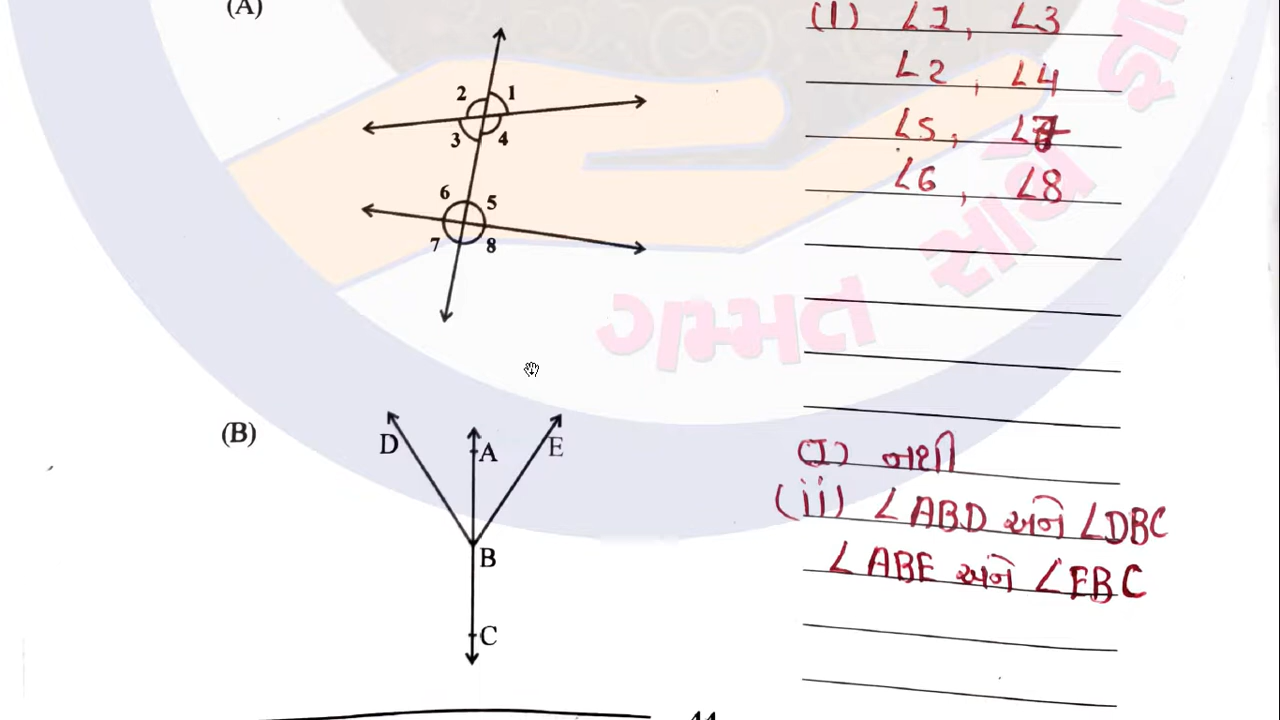 (A)
2 1
3 4
6 5
7 8
(I) ∠1, ∠3
∠2, ∠4
∠5, ∠7
∠6, ∠8
(B)
D A E
B
C
(I) નથી
(ii) ∠ABD અને ∠DBC
∠ABE અને ∠EBC
44